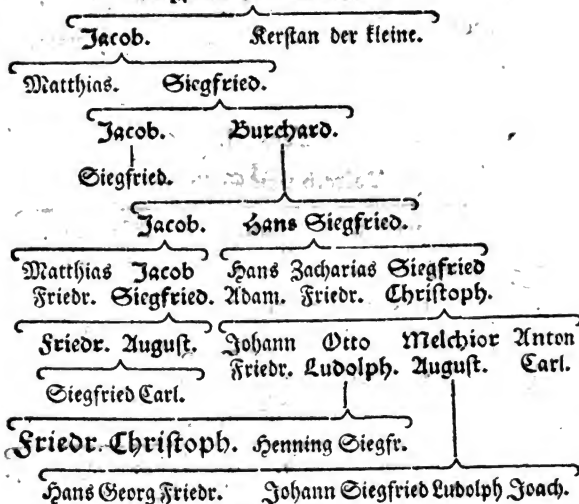 Jacob. Kerstan der kleine.
Matthias. Siegfried.
Jacob. Burchard.
Siegfried.
Jacob. Hans Siegfried.
Matthias Jacob Hans Zacharias Siegfried
Friedr. Siegfried. Adam. Friedr. Christoph.
Friedr. August. Johann Otto Melchior Anton
Friedr. Ludolph. August. Carl.
Siegfried Carl.
Friedr. Christoph. Henning Siegfr.
Hans Georg Friedr. Johann Siegfried Ludolph Joach.